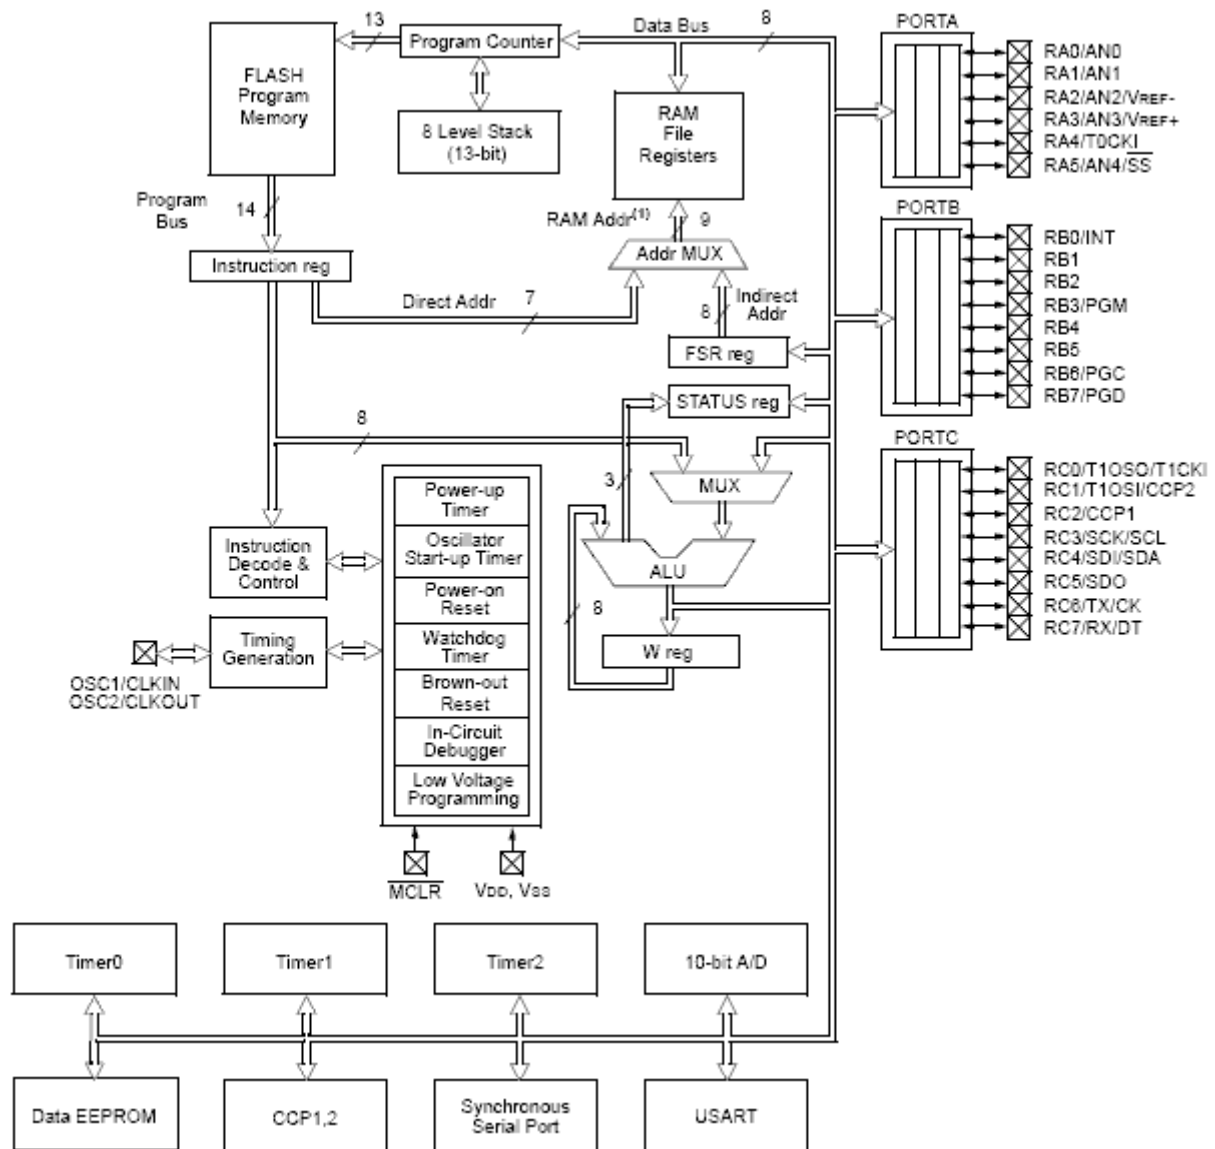 13
Data Bus
8
PORTA
Program Counter
FLASH
Program
Memory
8 Level Stack
(13-bit)
RAM
File
Registers
RA0/AN0
RA1/AN1
RA2/AN2/VREF-
RA3/AN3/VREF+
RA4/T0CKI
RA5/AN4/SS
Program
Bus
14
RAM Addr(1)
9
PORTB
Addr MUX
Instruction reg
Direct Addr
7
8
Indirect
Addr
FSR reg
STATUS reg
RB0/INT
RB1
RB2
RB3/PGM
RB4
RB5
RB6/PGC
RB7/PGD
8
3
MUX
PORTC
RC0/T1OSO/T1CKI
RC1/T1OSI/CCP2
RC2/CCP1
RC3/SCK/SCL
RC4/SDI/SDA
RC5/SDO
RC6/TX/CK
RC7/RX/DT
Power-up
Timer
Oscillator
Start-up Timer
Power-on
Reset
Watchdog
Timer
Brown-out
Reset
In-Circuit
Debugger
Low Voltage
Programming
Instruction
Decode &
Control
Timing
Generation
OSC1/CLKIN
OSC2/CLKOUT
ALU
8
W reg
MCLR
VDD, VSS
Timer0
Timer1
Timer2
10-bit A/D
Data EEPROM
CCP1,2
Synchronous
Serial Port
USART